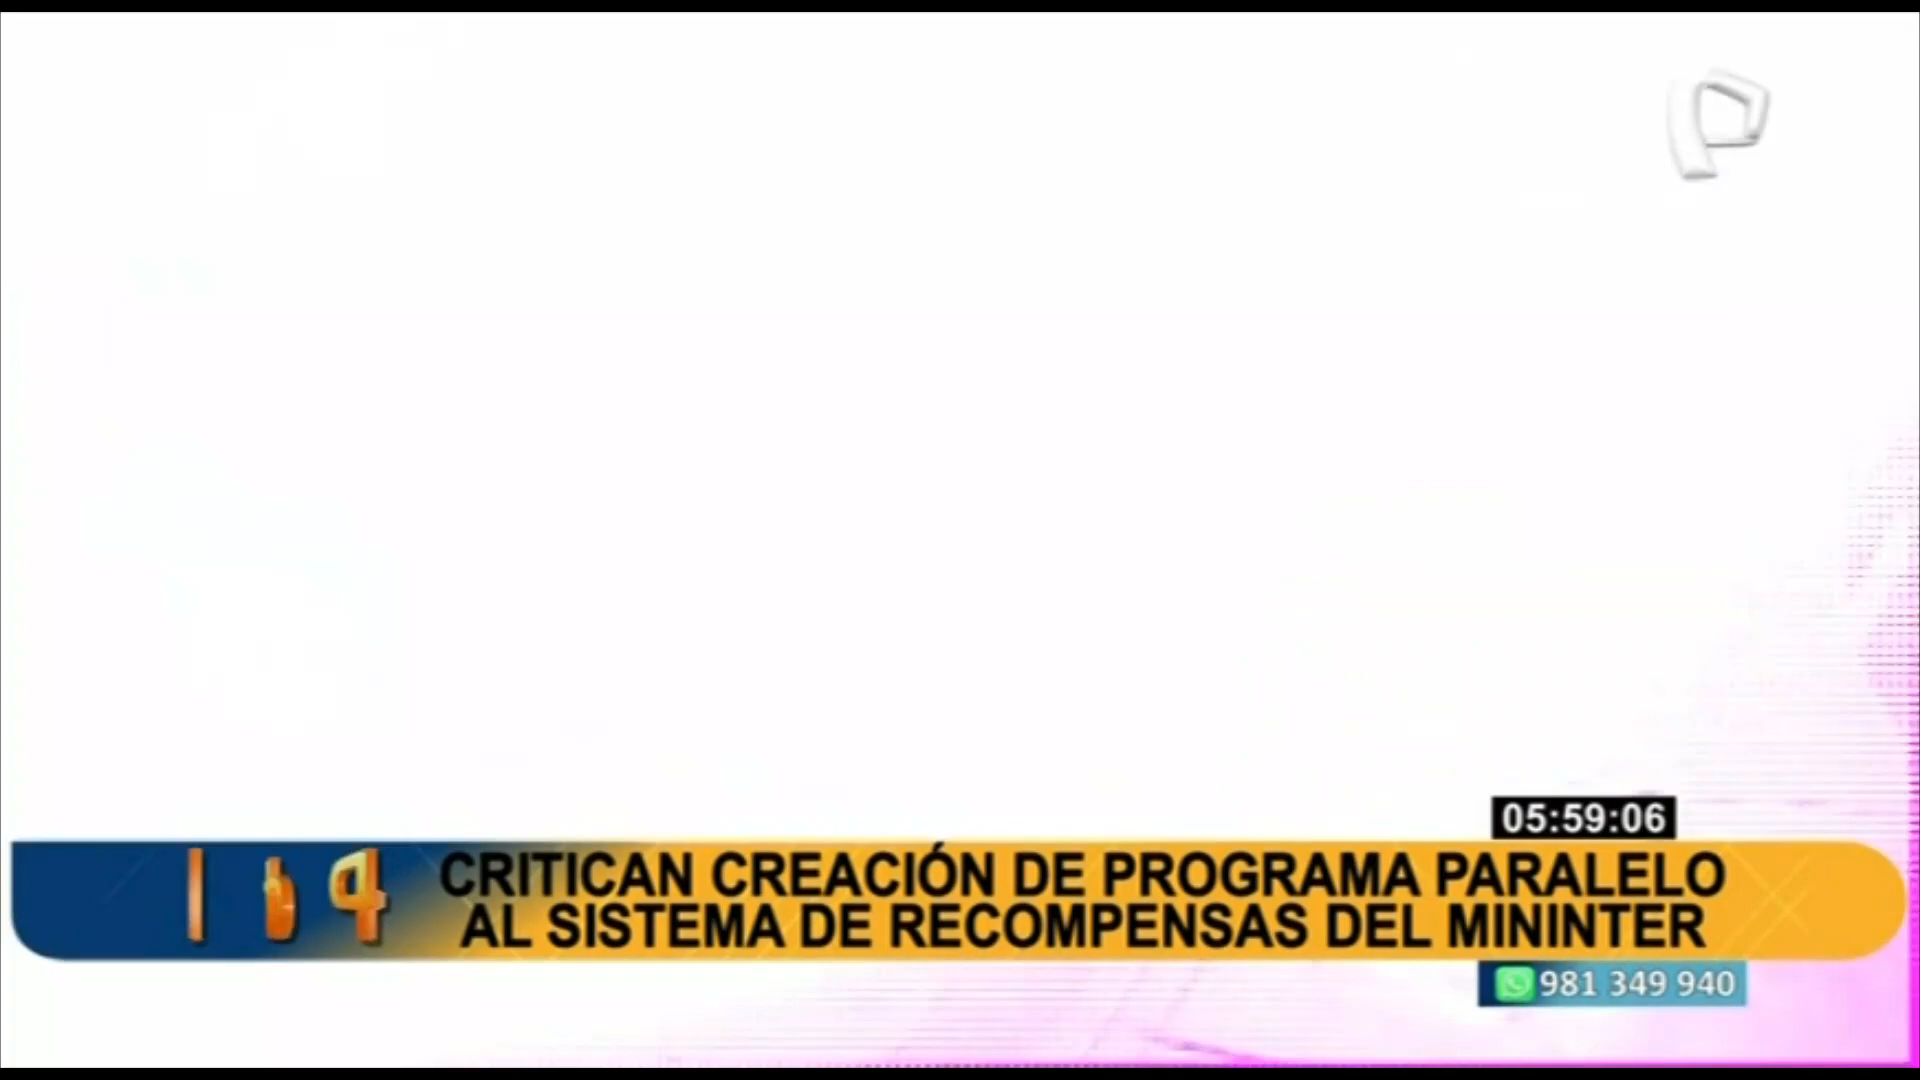 05:59:06
CRITICAN CREACIÓN DE PROGRAMA PARALELO
AL SISTEMA DE RECOMPENSAS DEL MININTER
981 349 940